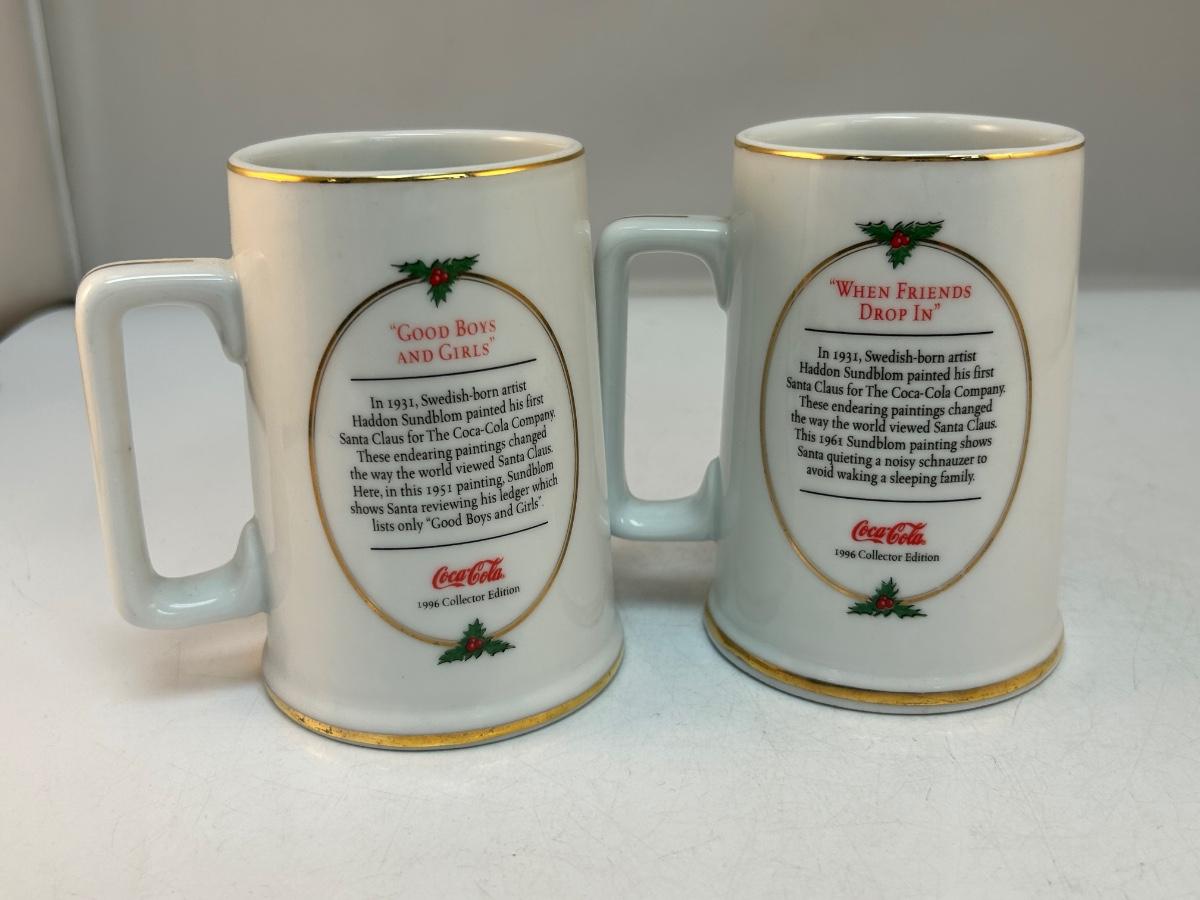 “Good Boys
and Girls”
In 1931, Swedish-born artist
Haddon Sundblom painted his first
Santa Claus for The Coca-Cola Company.
These endearing paintings changed
the way the world viewed Santa Claus.
Here, in this 1951 painting, Sundblom
shows Santa reviewing his ledger which
lists only “Good Boys and Girls”.
Coca-Cola
1996 Collector Edition
“When Friends
Drop In”
In 1931, Swedish-born artist
Haddon Sundblom painted his first
Santa Claus for The Coca-Cola Company.
These endearing paintings changed
the way the world viewed Santa Claus.
This 1961 Sundblom painting shows
Santa quieting a noisy schnauzer to
avoid waking a sleeping family.
Coca-Cola
1996 Collector Edition